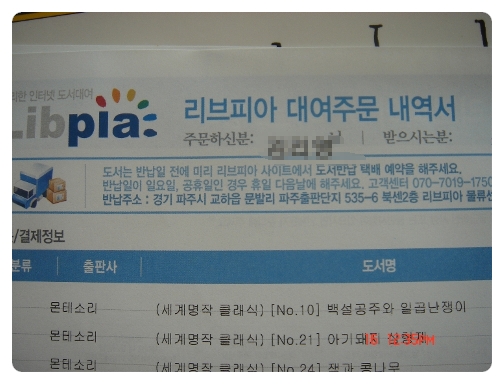 인터넷 도서대여
Libpia
리브피아 대여주문 내역서
주문하신분: | 받으시는분:
도서는 반납일 전에 미리 리브피아 사이트에서 도서반납 택배 예약을 해주세요.
반납일이 일요일, 공휴일인 경우 휴일 다음날에 해주세요. 고객센터 070-7019-1750
반납주소 : 경기 파주시 교하읍 문발리 파주출판단지 535-6 북센2층 리브피아 물류센
/결제정보
분류 출판사 도서명
몬테소리 (세계명작 클래식) [No.10] 백설공주와 일곱난쟁이
몬테소리 (세계명작 클래식) [No.21] 아기돼지 삼형제
몬테소리 (세계명작 클래식) [No.24] 잭과 콩나무